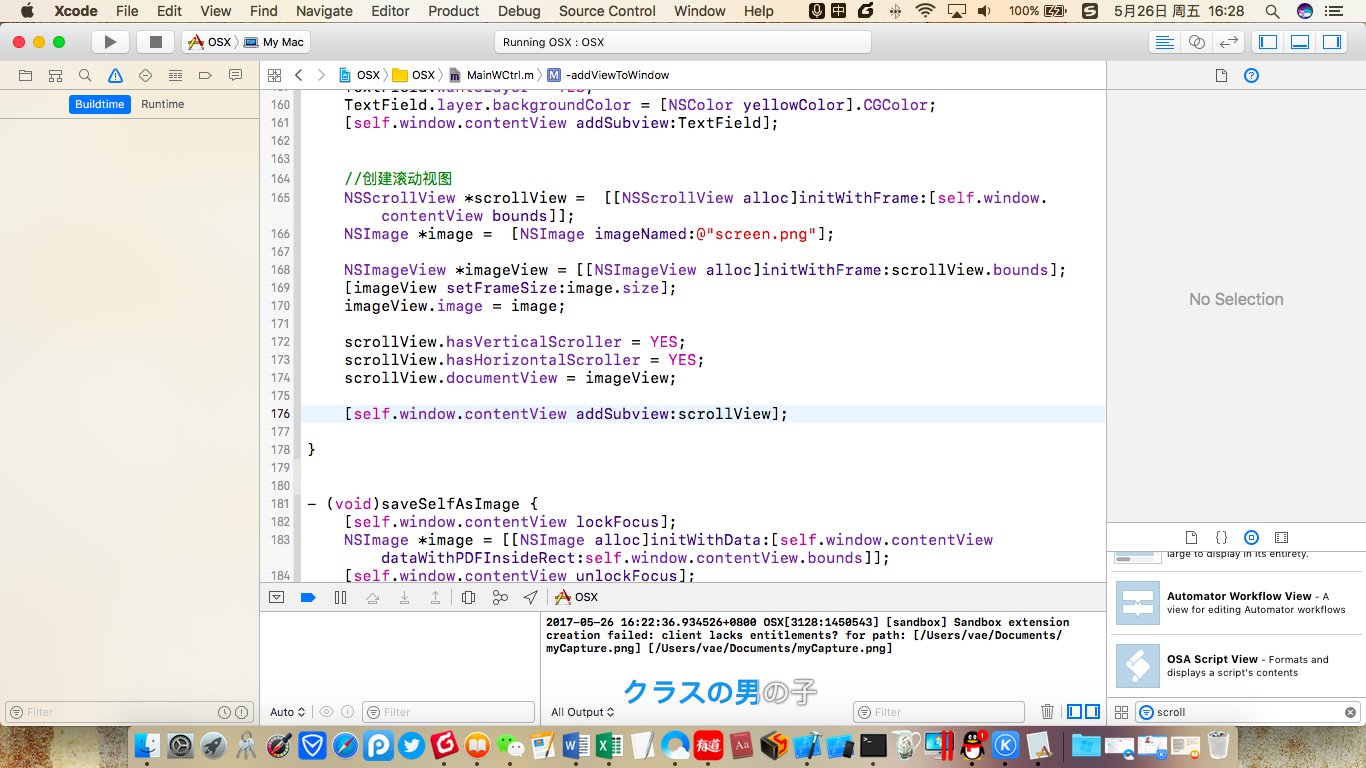 Xcode File Edit View Find Navigate Editor Product Debug Source Control Window Help 中 100% 5月26日 周五 16:28
OSX My Mac Running OSX : OSX
OSX OSX MainWCtrl.m M -addViewToWindow
Buildtime Runtime
160 TextField.layer.backgroundColor = [NSColor yellowColor].CGColor;
161 [self.window.contentView addSubview:TextField];
162
163
164 //创建滚动视图
165 NSScrollView *scrollView = [[NSScrollView alloc]initWithFrame:[self.window.
contentView bounds]];
166 NSImage *image = [NSImage imageNamed:@"screen.png"];
167
168 NSImageView *imageView = [[NSImageView alloc]initWithFrame:scrollView.bounds];
169 [imageView setFrameSize:image.size];
170 imageView.image = image;
171
172 scrollView.hasVerticalScroller = YES;
173 scrollView.hasHorizontalScroller = YES;
174 scrollView.documentView = imageView;
175
176 [self.window.contentView addSubview:scrollView];
177
178 }
179
180
181 - (void)saveSelfAsImage {
182 [self.window.contentView lockFocus];
183 NSImage *image = [[NSImage alloc]initWithData:[self.window.contentView
dataWithPDFInsideRect:self.window.contentView.bounds]];
184 [self.window.contentView unlockFocus];
No Selection
large to display in its entirety.
Automator Workflow View - A
view for editing Automator workflows
OSA Script View - Formats and
displays a script's contents
OSX
2017-05-26 16:22:36.934526+0800 OSX[3128:1450543] [sandbox] Sandbox extension
creation failed: client lacks entitlements? for path: [/Users/vae/Documents/
myCapture.png] [/Users/vae/Documents/myCapture.png]
クラスの男の子
Filter Auto Filter All Output Filter scroll
有道 Aa 1